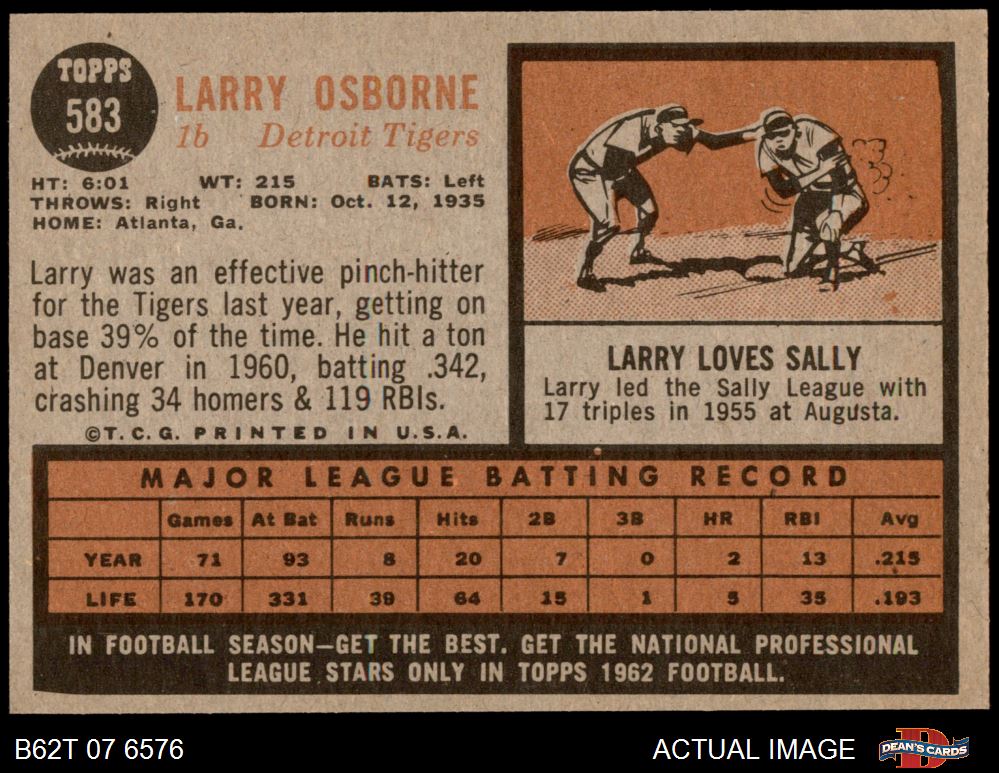 TOPPS
583
LARRY OSBORNE
1b Detroit Tigers
HT: 6:01 WT: 215 BATS: Left
THROWS: Right BORN: Oct. 12, 1935
HOME: Atlanta, Ga.
Larry was an effective pinch-hitter
for the Tigers last year, getting on
base 39% of the time. He hit a ton
at Denver in 1960, batting .342,
crashing 34 homers & 119 RBIs.
©T.C.G. PRINTED IN U.S.A.
LARRY LOVES SALLY
Larry led the Sally League with
17 triples in 1955 at Augusta.
MAJOR LEAGUE BATTING RECORD
Games At Bat Runs Hits 2B 3B HR RBI Avg
YEAR 71 93 8 20 7 0 2 13 .215
LIFE 170 331 39 64 15 1 5 35 .193
IN FOOTBALL SEASON—GET THE BEST. GET THE NATIONAL PROFESSIONAL
LEAGUE STARS ONLY IN TOPPS 1962 FOOTBALL.
B62T 07 6576 ACTUAL IMAGE D DEAN'S CARDS